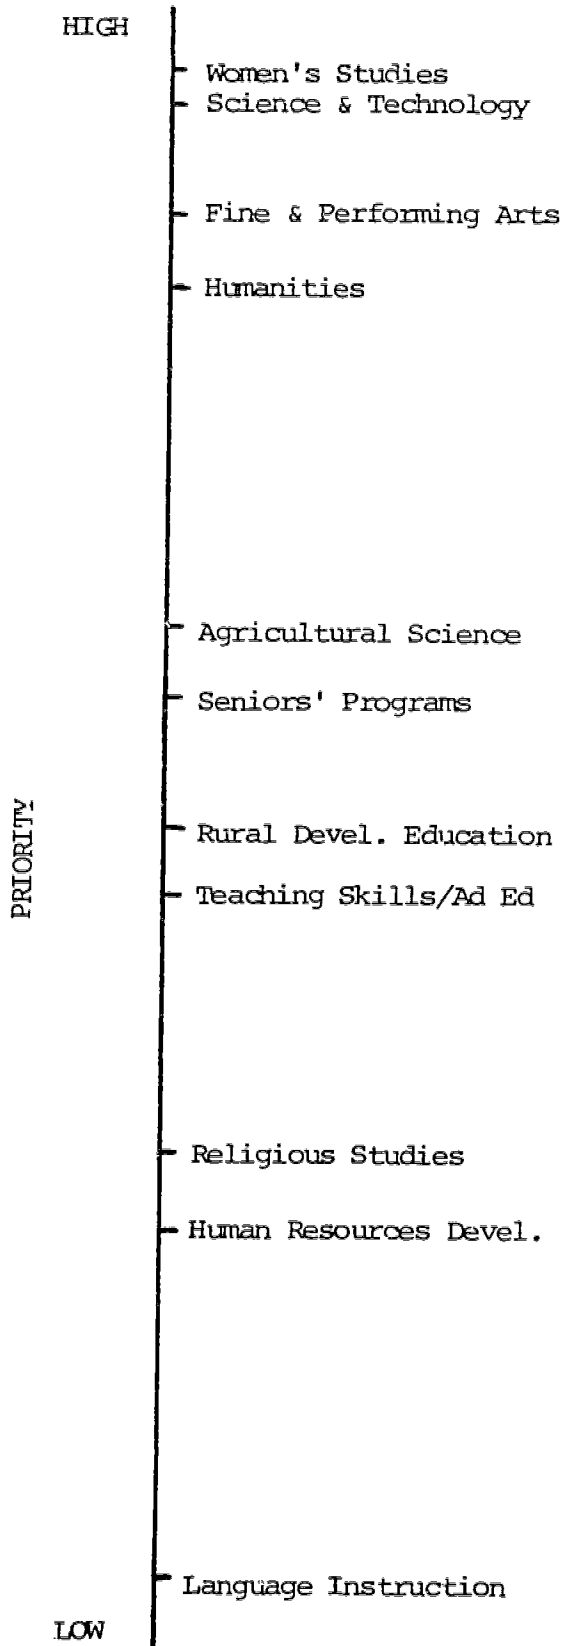 HIGH
Women's Studies
Science & Technology
Fine & Performing Arts
Humanities
Agricultural Science
Seniors' Programs
PRIORITY
Rural Devel. Education
Teaching Skills/Ad Ed
Religious Studies
Human Resources Devel.
Language Instruction
LOW